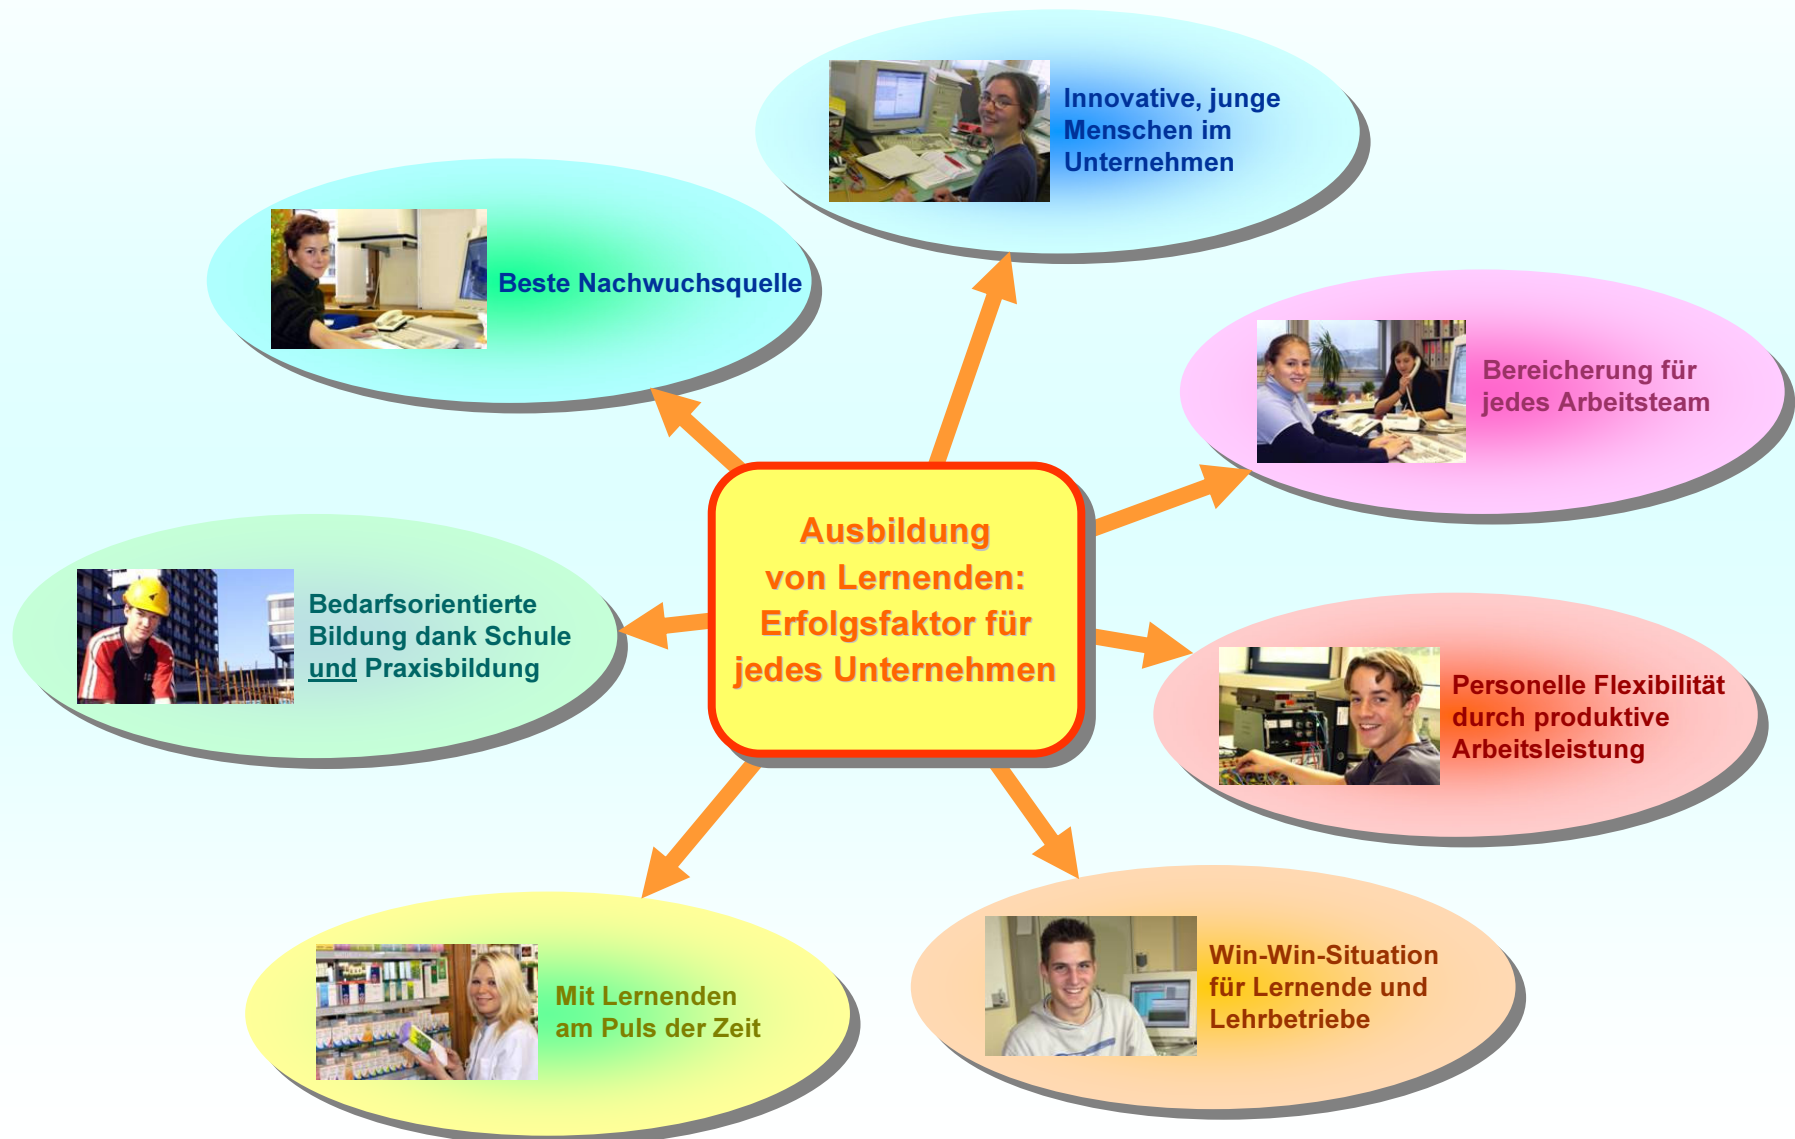 Innovative, junge
Menschen im
Unternehmen
Beste Nachwuchsquelle
Bereicherung für
jedes Arbeitsteam
Ausbildung
von Lernenden:
Erfolgsfaktor für
jedes Unternehmen
Bedarfsorientierte
Bildung dank Schule
und Praxisbildung
Personelle Flexibilität
durch produktive
Arbeitsleistung
Win-Win-Situation
für Lernende und
Lehrbetriebe
Mit Lernenden
am Puls der Zeit